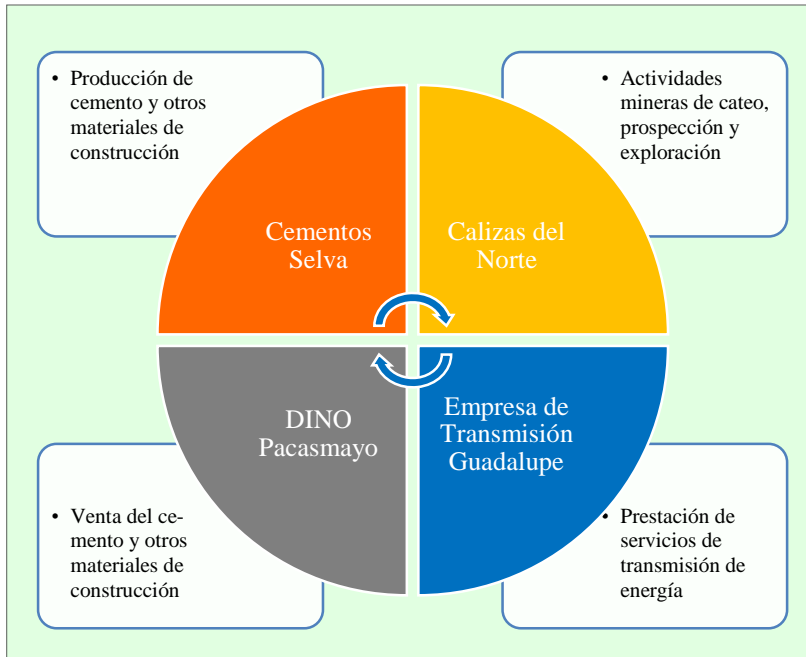 • Producción de
cemento y otros
materiales de
construcción
• Actividades
mineras de cateo,
prospección y
exploración
Cementos
Selva
Calizas del
Norte
DINO
Pacasmayo
Empresa de
Transmisión
Guadalupe
• Venta del ce-
mento y otros
materiales de
construcción
• Prestación de
servicios de
transmisión de
energía